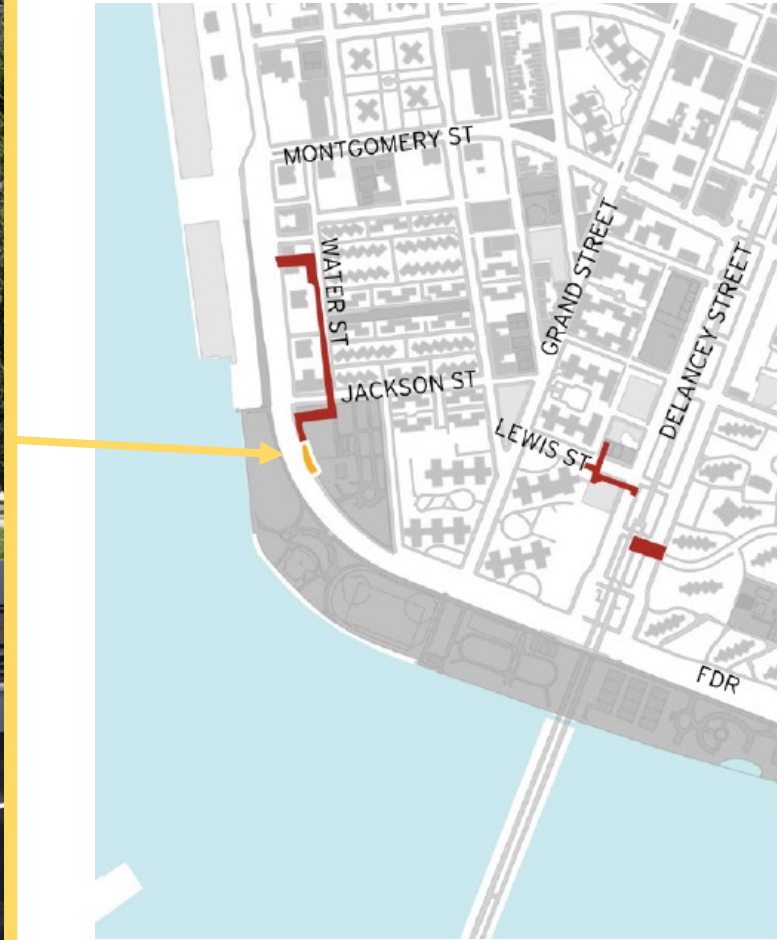 MONTGOMERY ST
WATER ST
GRAND STREET
DELANCEY STREET
JACKSON ST
LEWIS ST
FDR